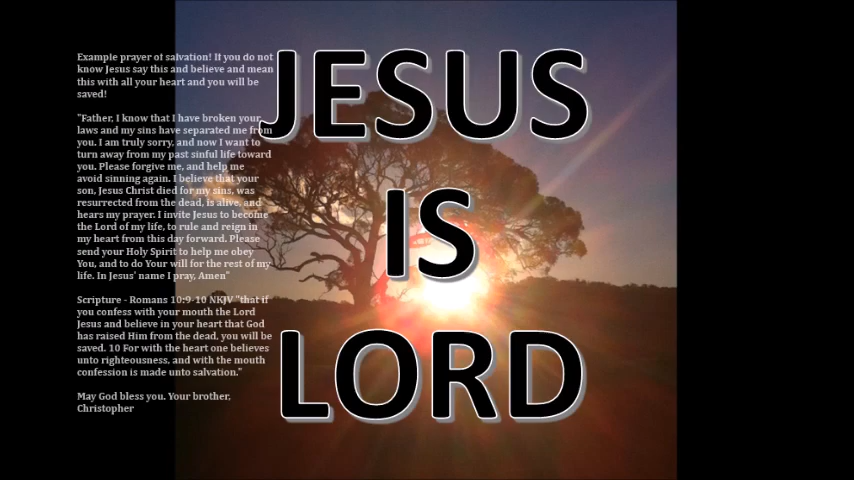 Example prayer of salvation! If you do not
know Jesus say this and believe and mean
this with all your heart and you will be
saved!
"Father, I know that I have broken your
laws and my sins have separated me from
you. I am truly sorry, and now I want to
turn away from my past sinful life toward
you. Please forgive me, and help me
avoid sinning again. I believe that your
son, Jesus Christ died for my sins, was
resurrected from the dead, is alive, and
hears my prayer. I invite Jesus to become
the Lord of my life, to rule and reign in
my heart from this day forward. Please
send your Holy Spirit to help me obey
You, and to do Your will for the rest of my
life. In Jesus' name I pray, Amen"
Scripture - Romans 10:9-10 NKJV "that if
you confess with your mouth the Lord
Jesus and believe in your heart that God
has raised Him from the dead, you will be
saved. 10 For with the heart one believes
unto righteousness, and with the mouth
confession is made unto salvation."
May God bless you. Your brother,
Christopher
JESUS
IS
LORD